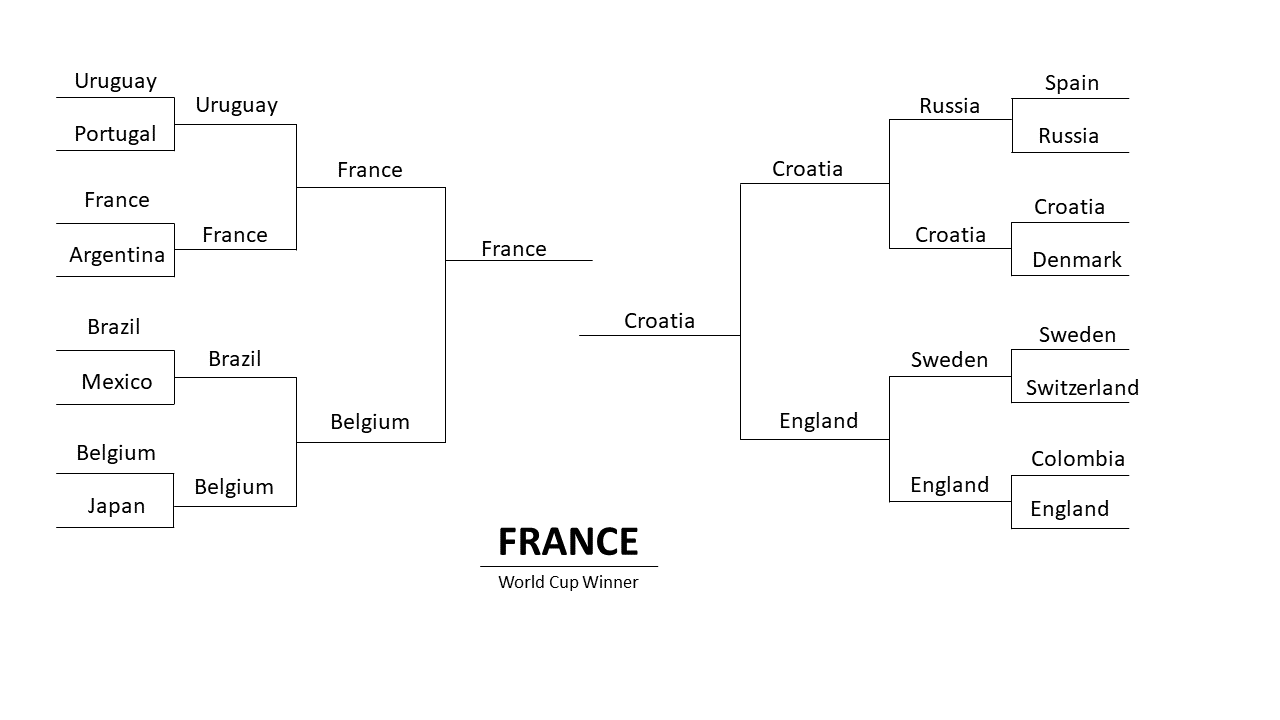 Uruguay
Portugal
France
Argentina
Brazil
Mexico
Belgium
Japan
Uruguay
France
Brazil
Belgium
France
Belgium
France
Croatia
Croatia
England
Russia
Croatia
Sweden
England
Spain
Russia
Croatia
Denmark
Sweden
Switzerland
Colombia
England
FRANCE
World Cup Winner